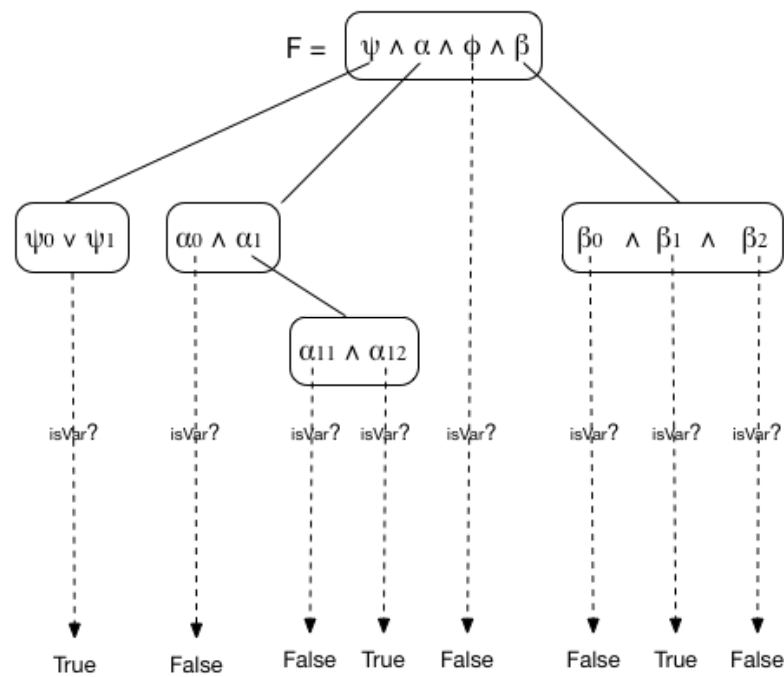 F = ψ ∧ α ∧ ϕ ∧ β
ψ0 ∨ ψ1 α0 ∧ α1 β0 ∧ β1 ∧ β2
α11 ∧ α12
isVar? isVar? isVar? isVar? isVar? isVar? isVar? isVar?
True False False True False False True False